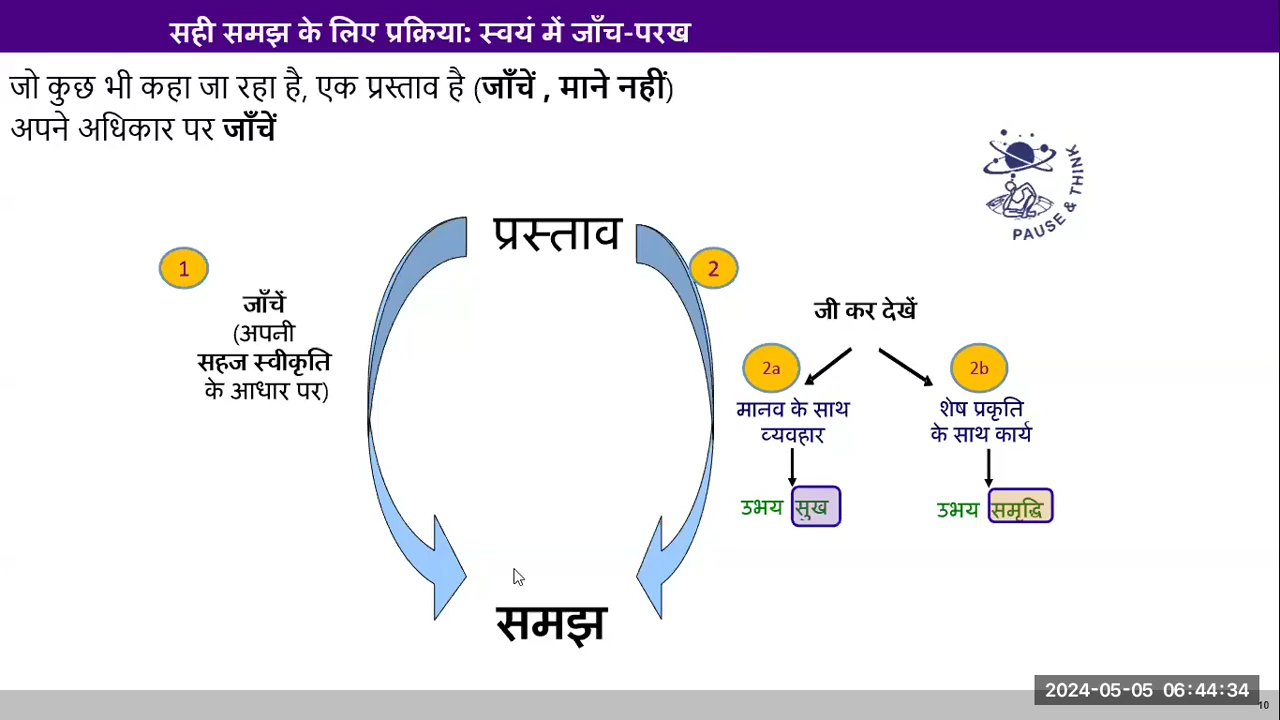 सही समझ के लिए प्रक्रिया: स्वयं में जाँच-परख
जो कुछ भी कहा जा रहा है, एक प्रस्ताव है (जाँचें , माने नहीं)
अपने अधिकार पर जाँचें
PAUSE & THINK
प्रस्ताव
1
2
जाँचें
(अपनी
सहज स्वीकृति
के आधार पर)
जी कर देखें
2a
2b
मानव के साथ
व्यवहार
शेष प्रकृति
के साथ कार्य
उभय सुख
उभय समृद्धि
समझ
2024-05-05 06:44:34
10